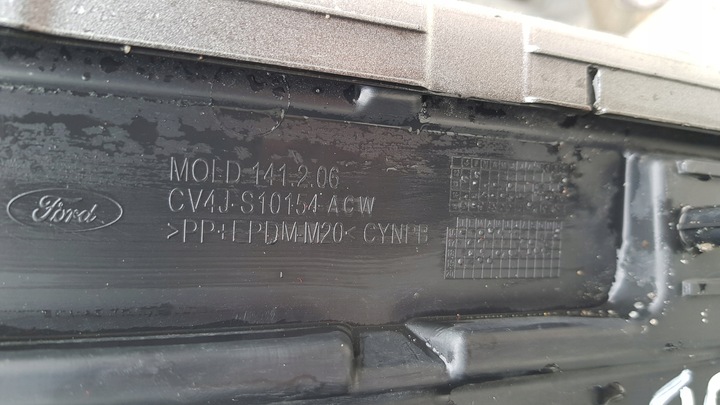 Ford
MOLD 141.2.06
CV4J-S10154-ACW
>PP+EPDM-M20< CYNPB